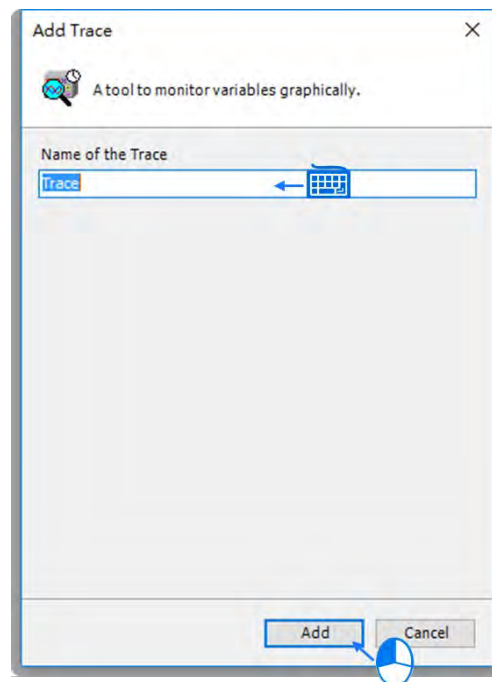 Add Trace
A tool to monitor variables graphically.
Name of the Trace
Trace
Add Cancel